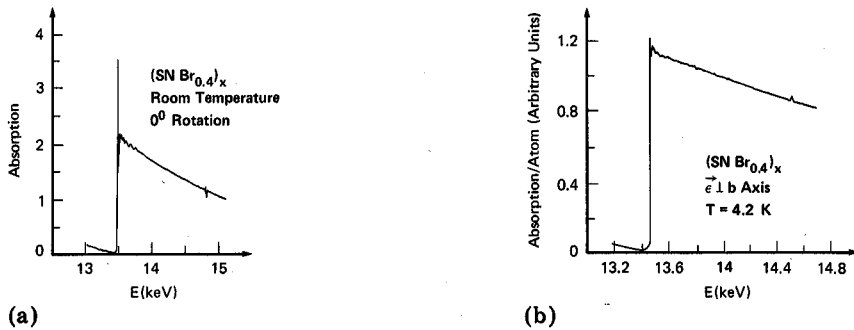 4
3
2
1
0
Absorption
(SN Br0.4)x
Room Temperature
0⁰ Rotation
13
14
15
E(keV)
(a)
1.2
0.8
0.4
0
Absorption/Atom (Arbitrary Units)
(SN Br0.4)x
ε⃗ ⊥ b Axis
T = 4.2 K
13.2
13.6
14
14.4
14.8
E(keV)
(b)